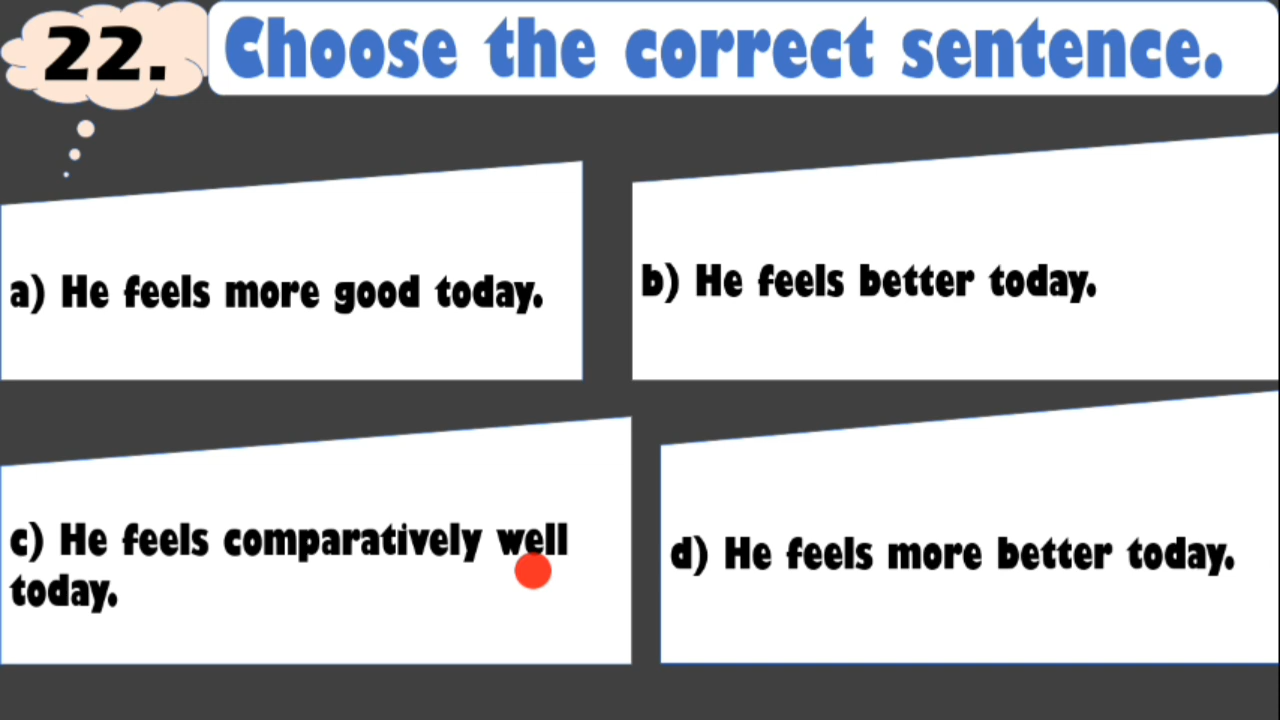 22.
Choose the correct sentence.
a) He feels more good today.
b) He feels better today.
c) He feels comparatively well
today.
d) He feels more better today.